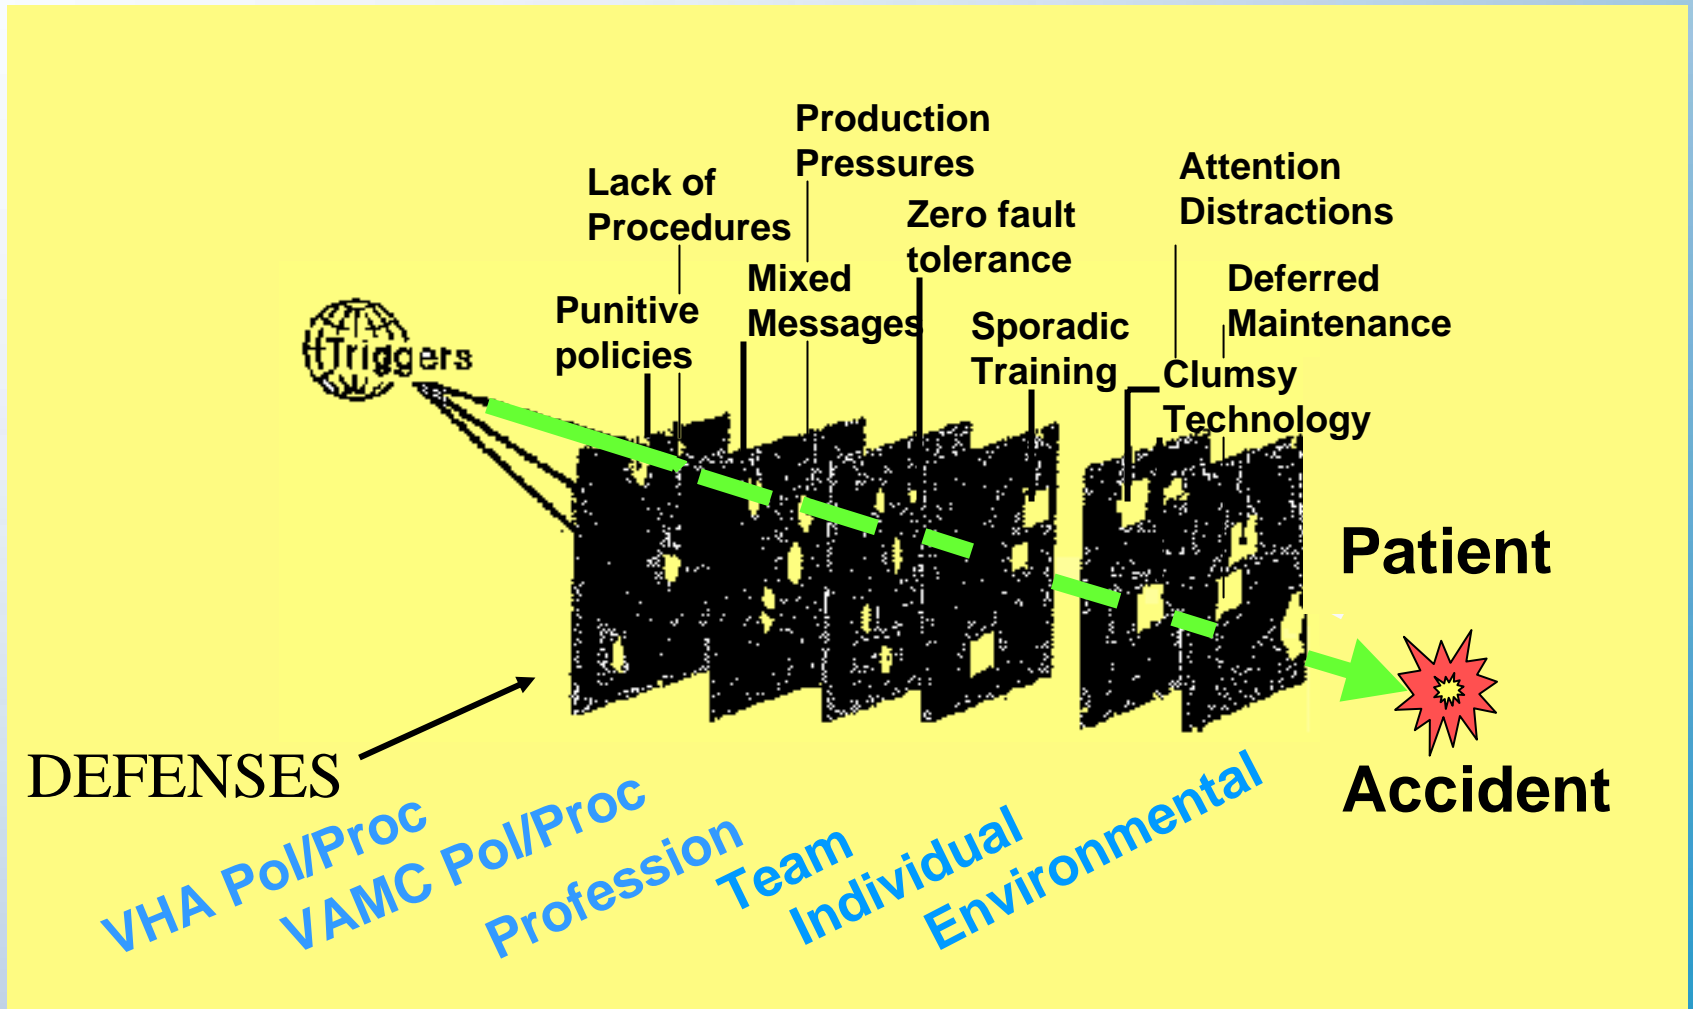 Production
Pressures
Lack of
Procedures
Attention
Distractions
Zero fault
tolerance
Mixed
Messages
Deferred
Maintenance
Punitive
policies
Sporadic
Training
Triggers
Clumsy
Technology
Patient
Accident
DEFENSES
VHA Pol/Proc
VAMC Pol/Proc
Profession
Team
Individual
Environmental